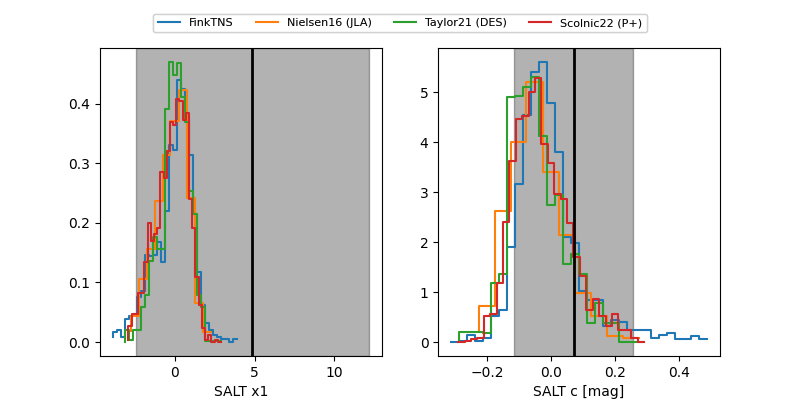 FinkTNS Nielsen16 (JLA) Taylor21 (DES) Scolnic22 (P+)
0.4
0.3
0.2
0.1
0.0
0 5 10
SALT x1
5
4
3
2
1
0
−0.2 0.0 0.2 0.4
SALT c [mag]